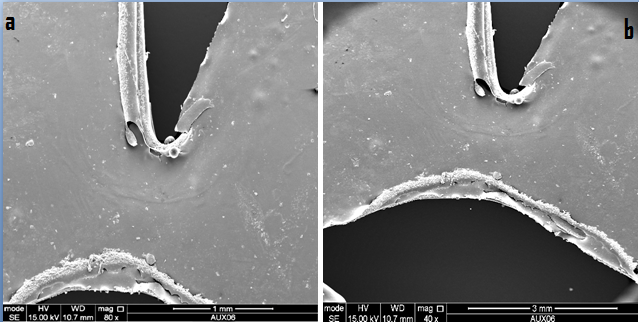 a
b
mode HV WD mag 1 mm
SE 15.00 kV 10.7 mm 80 x AUX06
mode HV WD mag 3 mm
SE 15.00 kV 10.7 mm 40 x AUX06